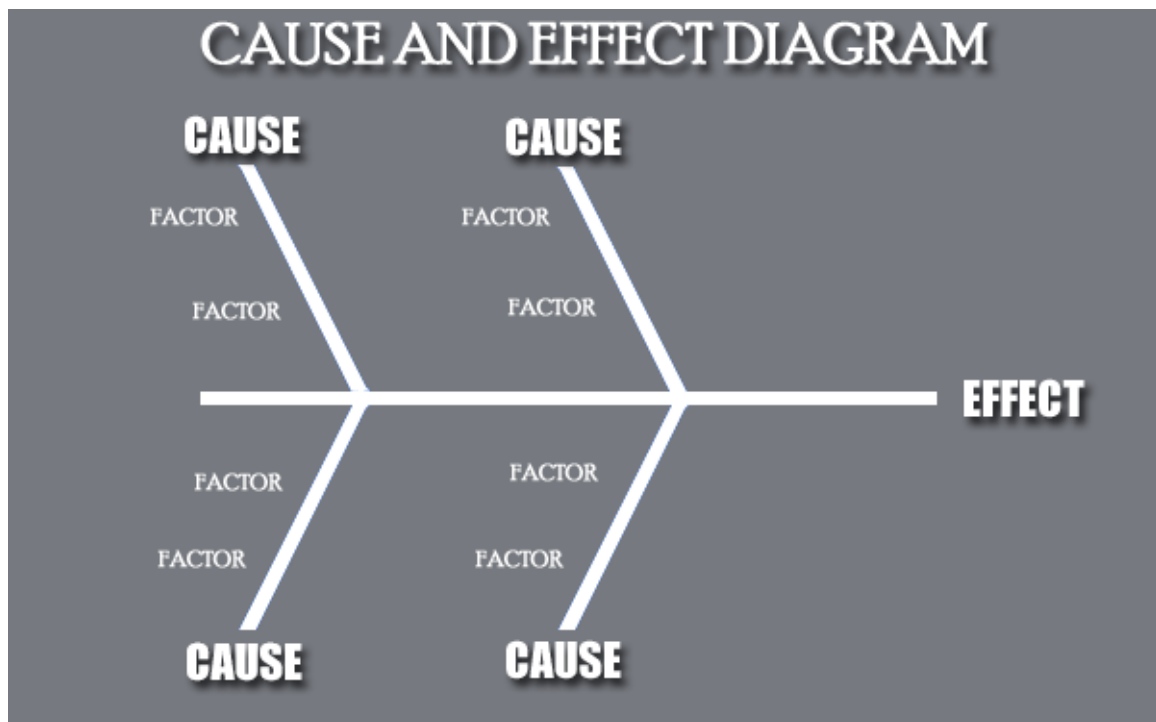 CAUSE AND EFFECT DIAGRAM
CAUSE
CAUSE
FACTOR
FACTOR
FACTOR
FACTOR
EFFECT
FACTOR
FACTOR
FACTOR
FACTOR
CAUSE
CAUSE